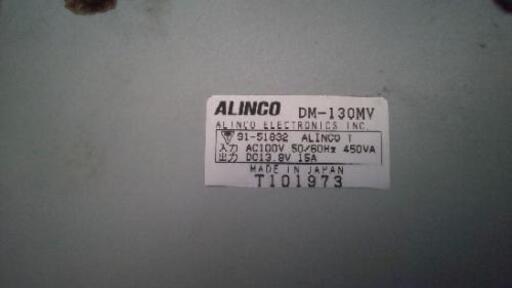 ALINCO DM-130MV
ALINCO ELECTRONICS INC.
91-51832 ALINCO T
入力 AC100V 50/60Hz 450VA
出力 DC13.8V 15A
MADE IN JAPAN
T101973